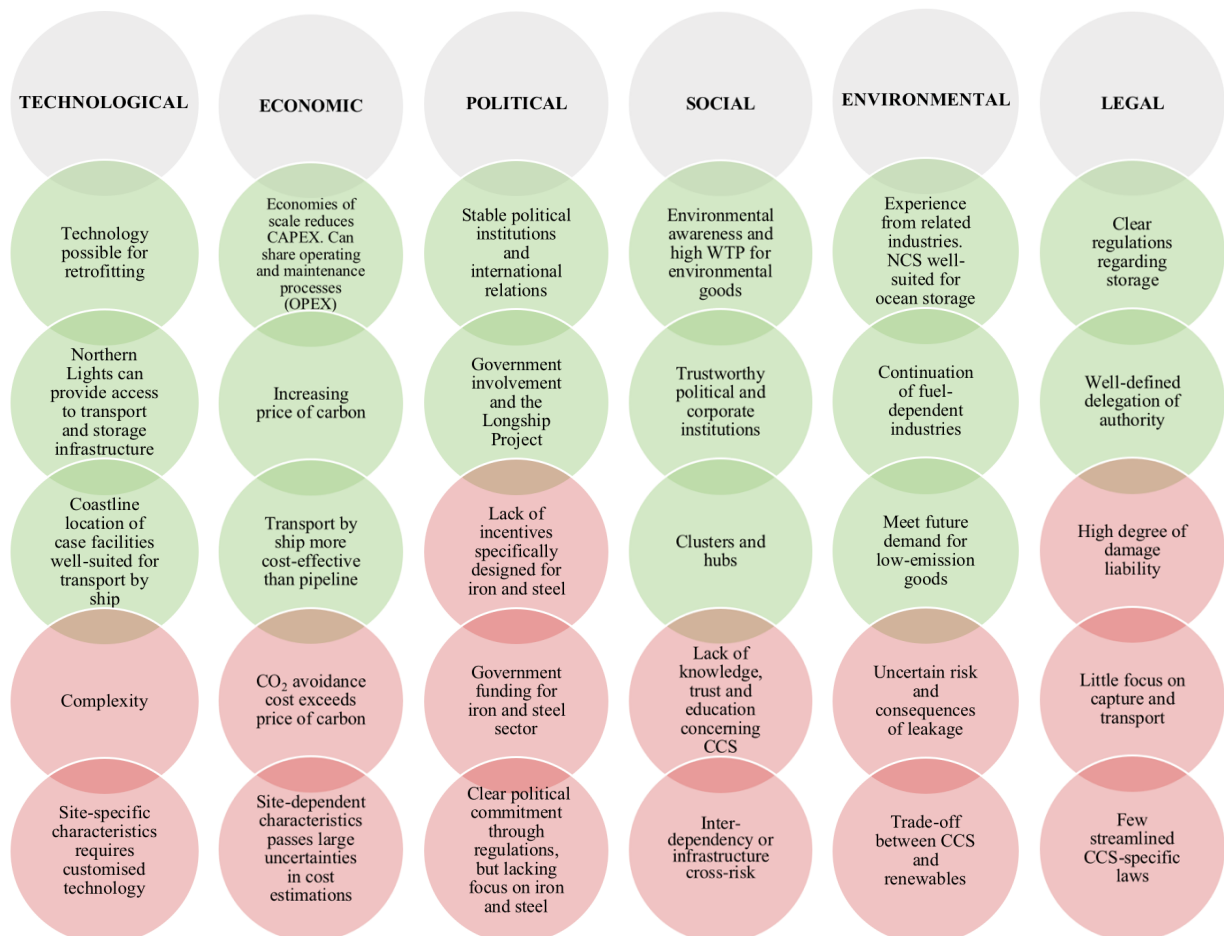 TECHNOLOGICAL
ECONOMIC
POLITICAL
SOCIAL
ENVIRONMENTAL
LEGAL
Technology
possible for
retrofitting
Economies of
scale reduces
CAPEX. Can
share operating
and maintenance
processes
(OPEX)
Stable political
institutions
and
international
relations
Environmental
awareness and
high WTP for
environmental
goods
Experience
from related
industries.
NCS well-
suited for
ocean storage
Clear
regulations
regarding
storage
Northern
Lights can
provide access
to transport
and storage
infrastructure
Increasing
price of carbon
Government
involvement
and the
Longship
Project
Trustworthy
political and
corporate
institutions
Continuation
of fuel-
dependent
industries
Well-defined
delegation of
authority
Coastline
location of
case facilities
well-suited for
transport by
ship
Transport by
ship more
cost-effective
than pipeline
Lack of
incentives
specifically
designed for
iron and steel
Clusters and
hubs
Meet future
demand for
low-emission
goods
High degree of
damage
liability
Complexity
CO₂ avoidance
cost exceeds
price of carbon
Government
funding for
iron and steel
sector
Lack of
knowledge,
trust and
education
concerning
CCS
Uncertain risk
and
consequences
of leakage
Little focus on
capture and
transport
Site-specific
characteristics
requires
customised
technology
Site-dependent
characteristics
passes large
uncertainties
in cost
estimations
Clear political
commitment
through
regulations,
but lacking
focus on iron
and steel
Inter-
dependency or
infrastructure
cross-risk
Trade-off
between CCS
and
renewables
Few
streamlined
CCS-specific
laws